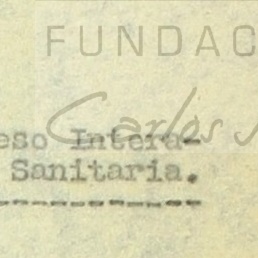 FUNDAC
Carlos
eso Intera-
Sanitaria.
-----------